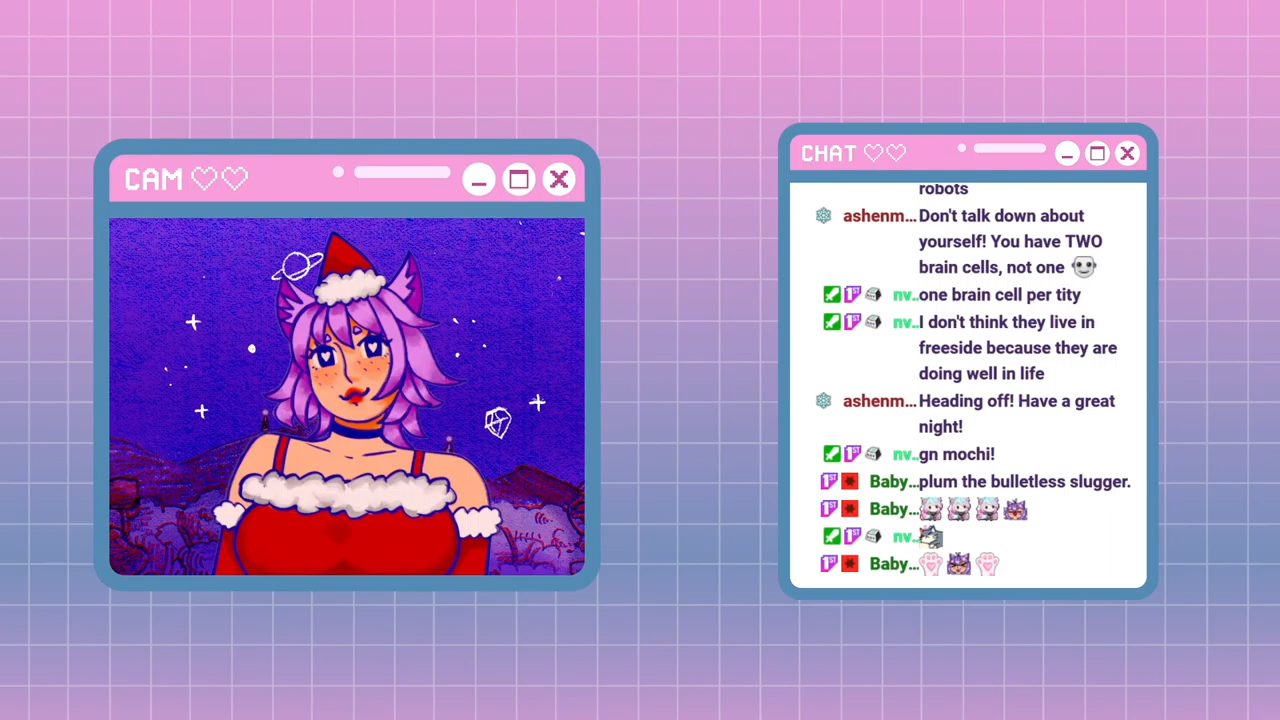 CAM
CHAT
robots
ashenm... Don't talk down about
yourself! You have TWO
brain cells, not one
nv.. one brain cell per tity
nv.. I don't think they live in
freeside because they are
doing well in life
ashenm... Heading off! Have a great
night!
nv.. gn mochi!
Baby... plum the bulletless slugger.
Baby...
nv..
Baby...